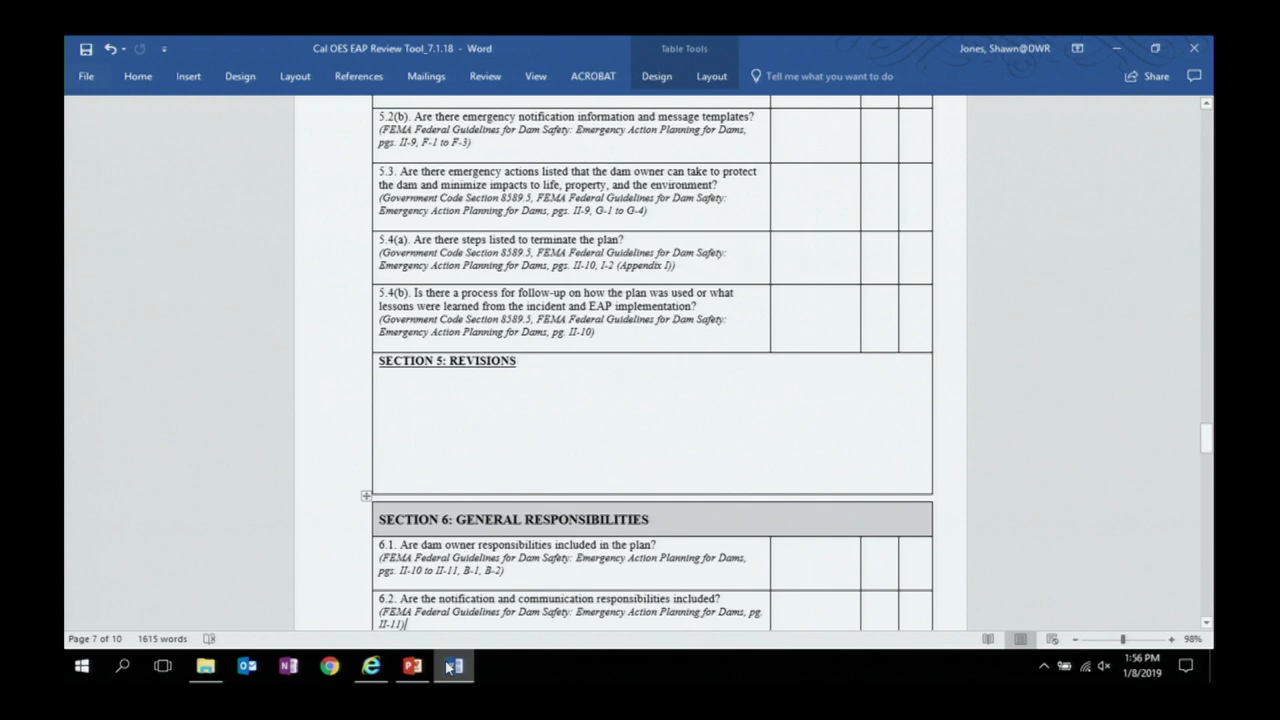 Cal OES EAP Review Tool_7.1.18 - Word
Table Tools
Jones, Shawn@DWR
File Home Insert Design Layout References Mailings Review View ACROBAT Design Layout Tell me what you want to do Share
5.2(b). Are there emergency notification information and message templates?
(FEMA Federal Guidelines for Dam Safety: Emergency Action Planning for Dams,
pgs. II-9, F-1 to F-3)
5.3. Are there emergency actions listed that the dam owner can take to protect
the dam and minimize impacts to life, property, and the environment?
(Government Code Section 8589.5, FEMA Federal Guidelines for Dam Safety:
Emergency Action Planning for Dams, pgs. II-9, G-1 to G-4)
5.4(a). Are there steps listed to terminate the plan?
(Government Code Section 8589.5, FEMA Federal Guidelines for Dam Safety:
Emergency Action Planning for Dams, pgs. II-10, I-2 (Appendix I))
5.4(b). Is there a process for follow-up on how the plan was used or what
lessons were learned from the incident and EAP implementation?
(Government Code Section 8589.5, FEMA Federal Guidelines for Dam Safety:
Emergency Action Planning for Dams, pg. II-10)
SECTION 5: REVISIONS
SECTION 6: GENERAL RESPONSIBILITIES
6.1. Are dam owner responsibilities included in the plan?
(FEMA Federal Guidelines for Dam Safety: Emergency Action Planning for Dams,
pgs. II-10 to II-11, B-1, B-2)
6.2. Are the notification and communication responsibilities included?
(FEMA Federal Guidelines for Dam Safety: Emergency Action Planning for Dams, pg.
II-11)
Page 7 of 10 1615 words
98%
1:56 PM
1/8/2019